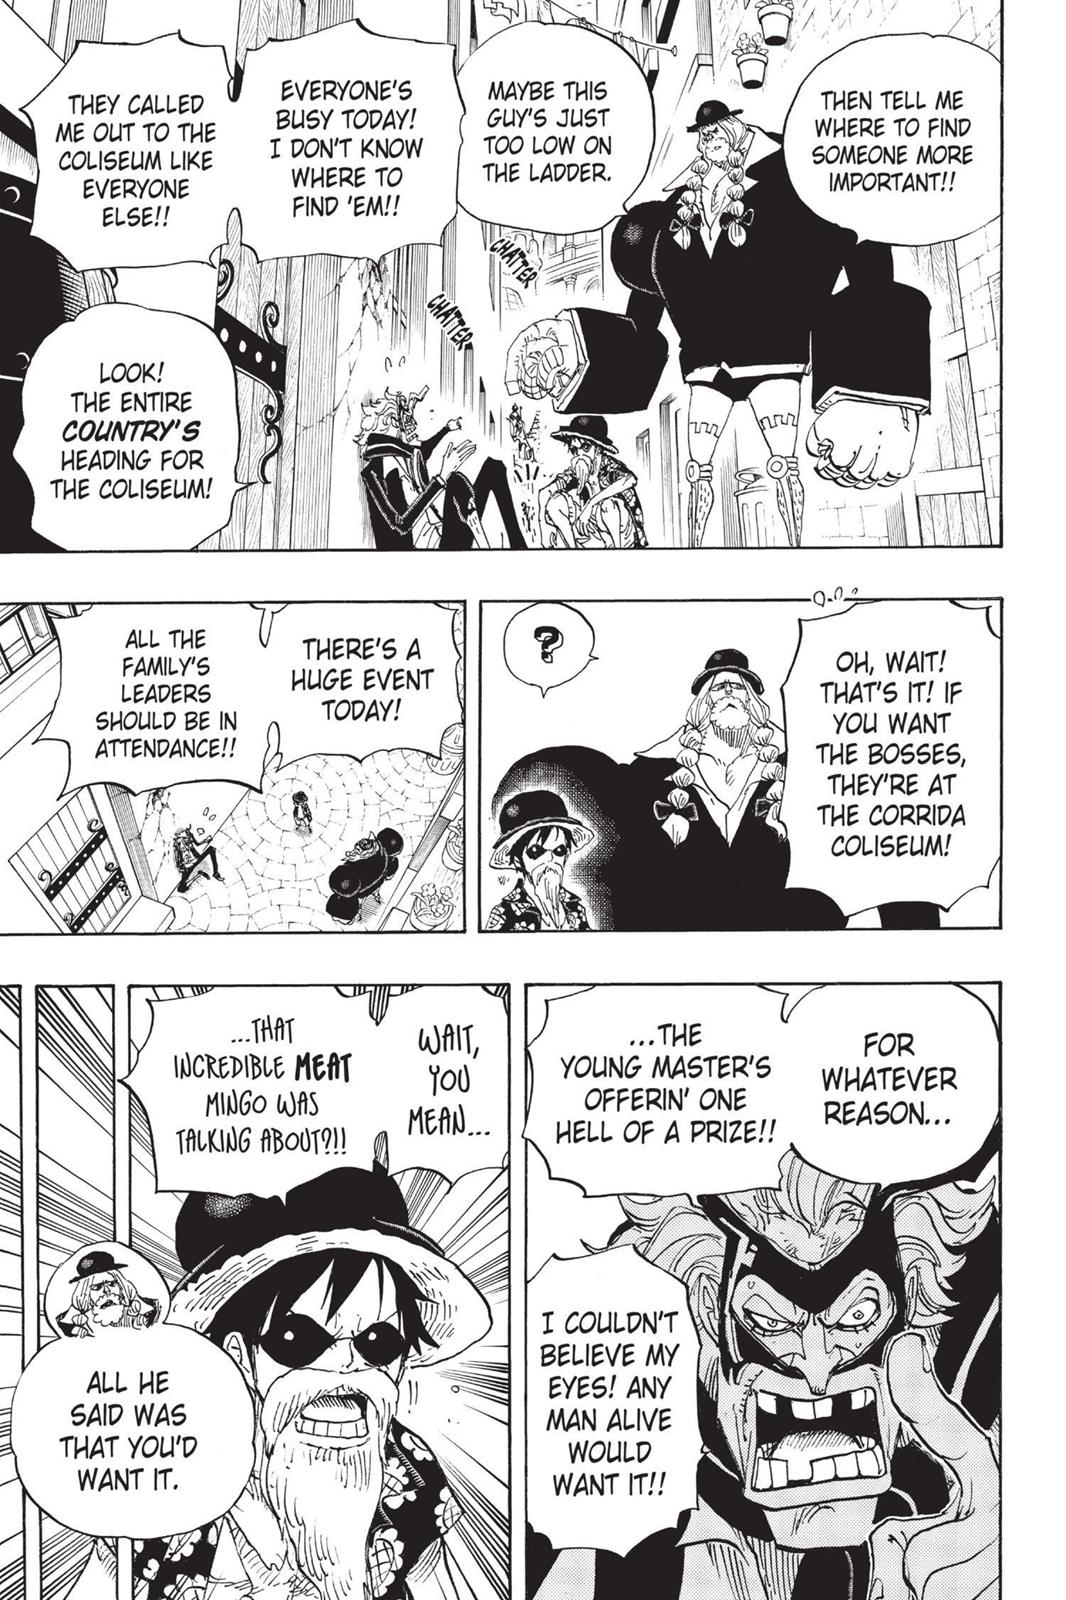 THEN TELL ME
WHERE TO FIND
SOMEONE MORE
IMPORTANT!!
MAYBE THIS
GUY'S JUST
TOO LOW ON
THE LADDER.
EVERYONE'S
BUSY TODAY!
I DON'T KNOW
WHERE TO
FIND 'EM!!
THEY CALLED
ME OUT TO THE
COLISEUM LIKE
EVERYONE
ELSE!!
CHATTER
CHATTER
LOOK!
THE ENTIRE
COUNTRY'S
HEADING FOR
THE COLISEUM!
OH, WAIT!
THAT'S IT! IF
YOU WANT
THE BOSSES,
THEY'RE AT
THE CORRIDA
COLISEUM!
?
THERE'S A
HUGE EVENT
TODAY!
ALL THE
FAMILY'S
LEADERS
SHOULD BE IN
ATTENDANCE!!
FOR
WHATEVER
REASON...
...THE
YOUNG MASTER'S
OFFERIN' ONE
HELL OF A PRIZE!!
I COULDN'T
BELIEVE MY
EYES! ANY
MAN ALIVE
WOULD
WANT IT!!
WAIT,
YOU
MEAN...
...THAT
INCREDIBLE MEAT
MINGO WAS
TALKING ABOUT?!!
ALL HE
SAID WAS
THAT YOU'D
WANT IT.